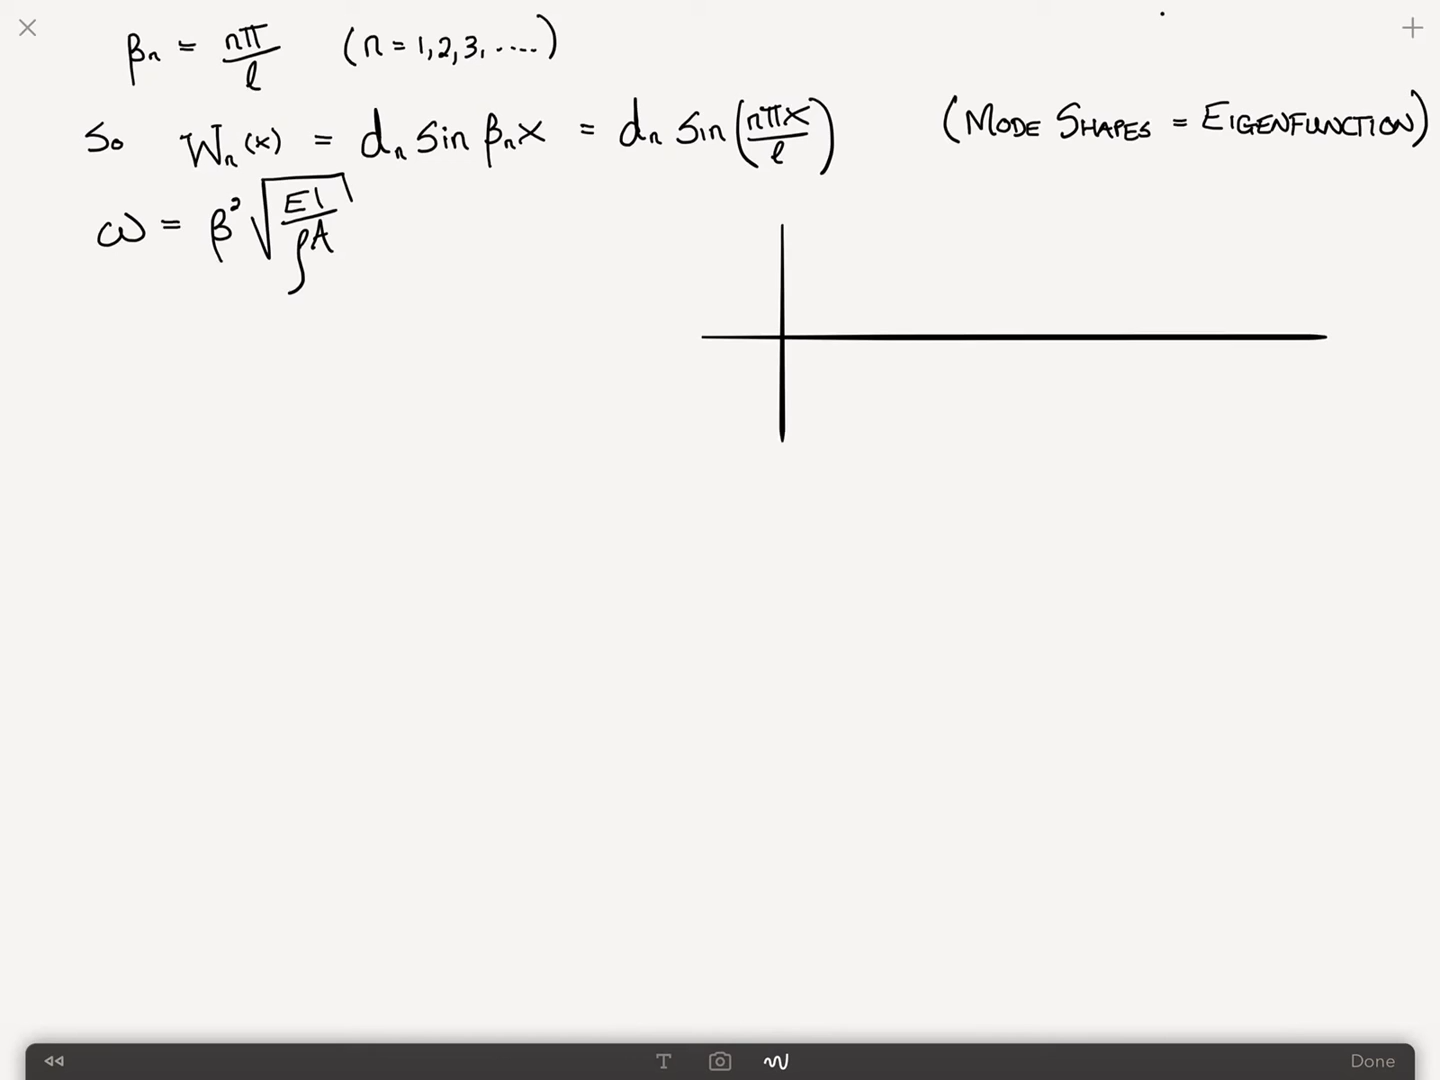 βₙ = nπ/ℓ (n = 1,2,3, .....)
So Wₙ(x) = dₙ sin βₙx = dₙ sin(nπx/ℓ) (MODE SHAPES = EIGENFUNCTION)
ω = β² √(EI/ρA)
T Done